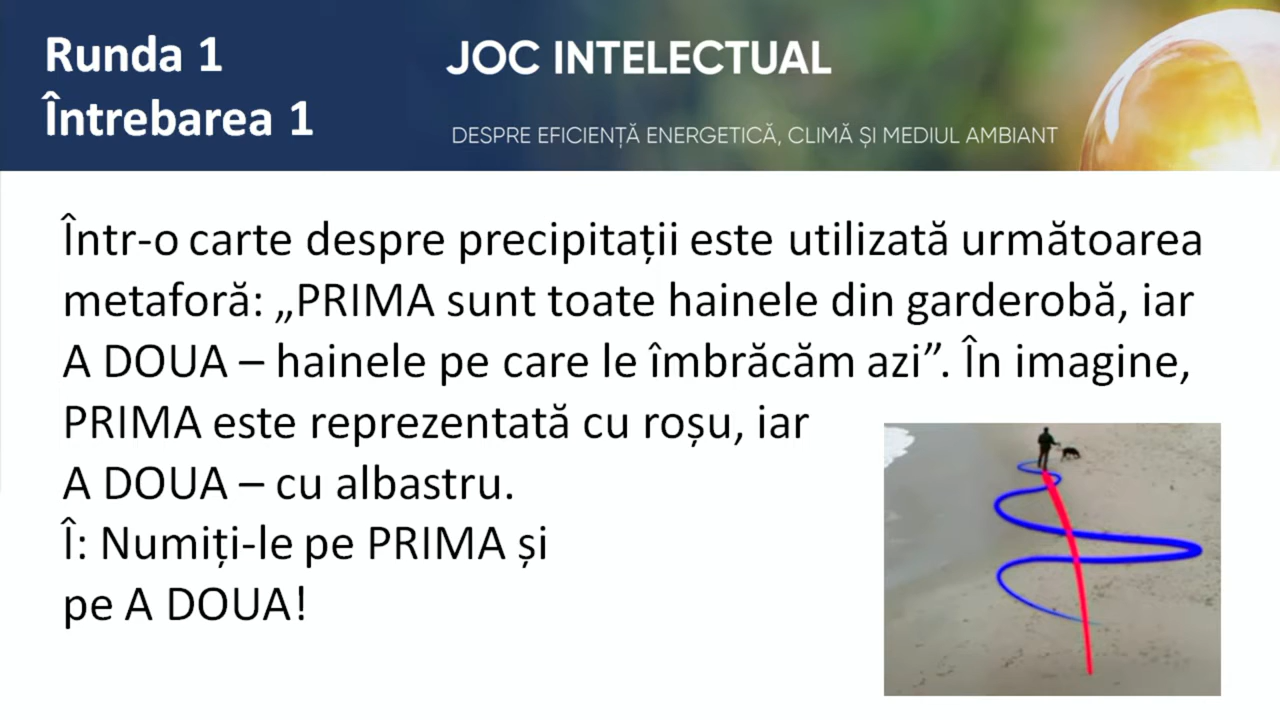 Runda 1
Întrebarea 1
JOC INTELECTUAL
DESPRE EFICIENȚĂ ENERGETICĂ, CLIMĂ ȘI MEDIUL AMBIANT
Într-o carte despre precipitații este utilizată următoarea
metaforă: „PRIMA sunt toate hainele din garderobă, iar
A DOUA – hainele pe care le îmbrăcăm azi”. În imagine,
PRIMA este reprezentată cu roșu, iar
A DOUA – cu albastru.
Î: Numiți-le pe PRIMA și
pe A DOUA!